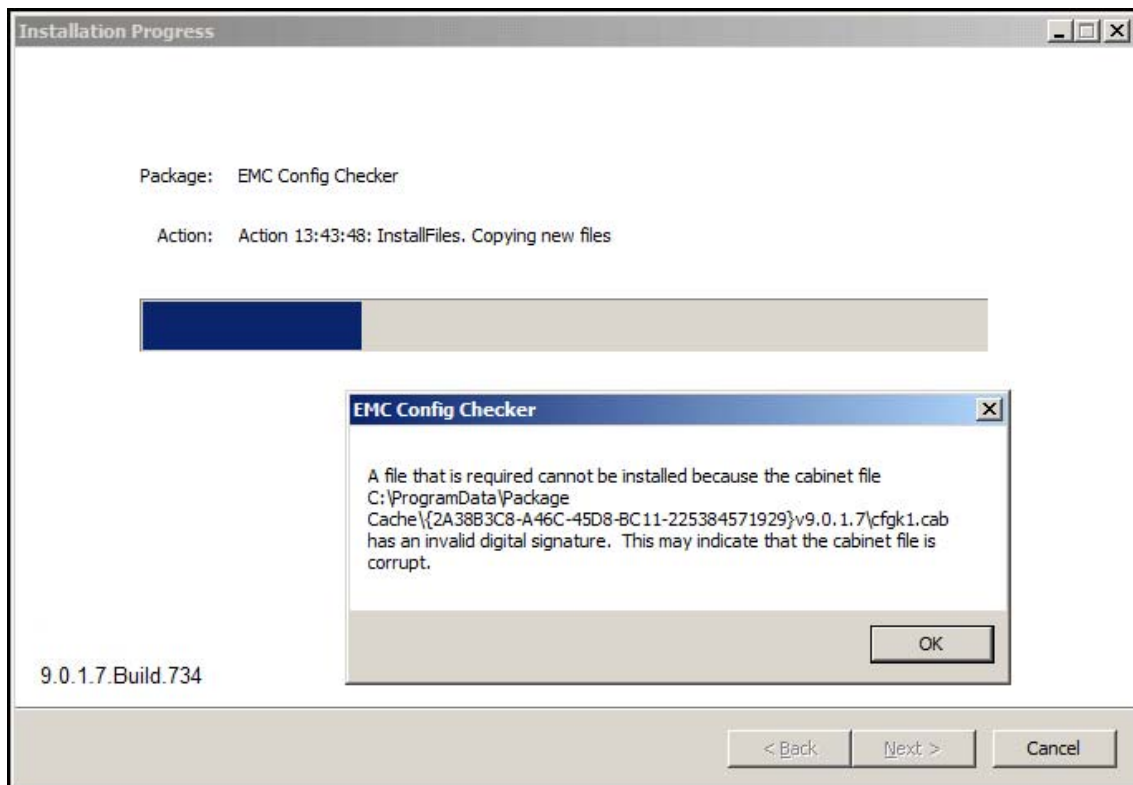 Installation Progress
Package: EMC Config Checker
Action: Action 13:43:48: InstallFiles. Copying new files
EMC Config Checker
A file that is required cannot be installed because the cabinet file
C:\ProgramData\Package
Cache\{2A38B3C8-A46C-45D8-BC11-225384571929}v9.0.1.7\cfgk1.cab
has an invalid digital signature.  This may indicate that the cabinet file is
corrupt.
OK
9.0.1.7.Build.734
< Back
Next >
Cancel